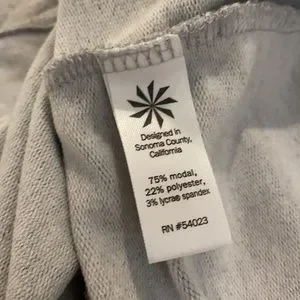 Designed in
Sonoma County,
California
75% modal,
22% polyester,
3% lycra® spandex
RN #54023